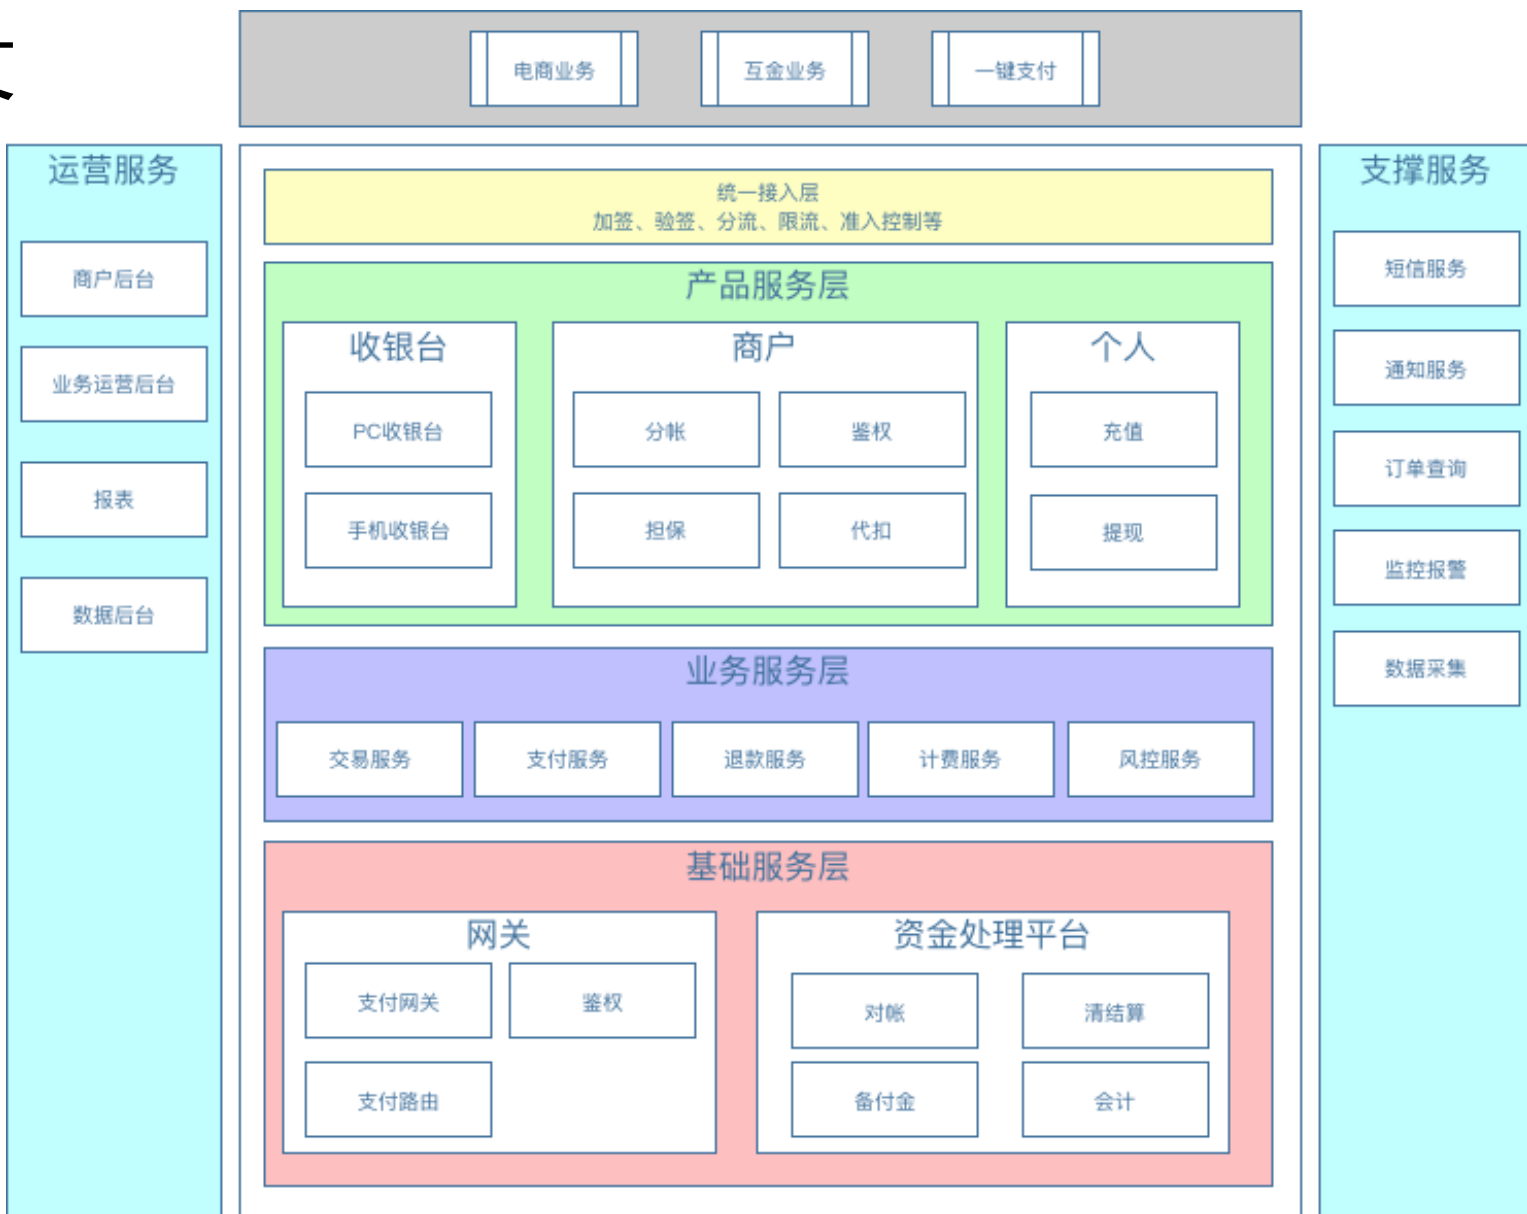 电商业务
互金业务
一键支付
运营服务
商户后台
业务运营后台
报表
数据后台
统一接入层
加签、验签、分流、限流、准入控制等
产品服务层
收银台
PC收银台
手机收银台
商户
分帐
鉴权
担保
代扣
个人
充值
提现
业务服务层
交易服务
支付服务
退款服务
计费服务
风控服务
基础服务层
网关
支付网关
鉴权
支付路由
资金处理平台
对帐
清结算
备付金
会计
支撑服务
短信服务
通知服务
订单查询
监控报警
数据采集